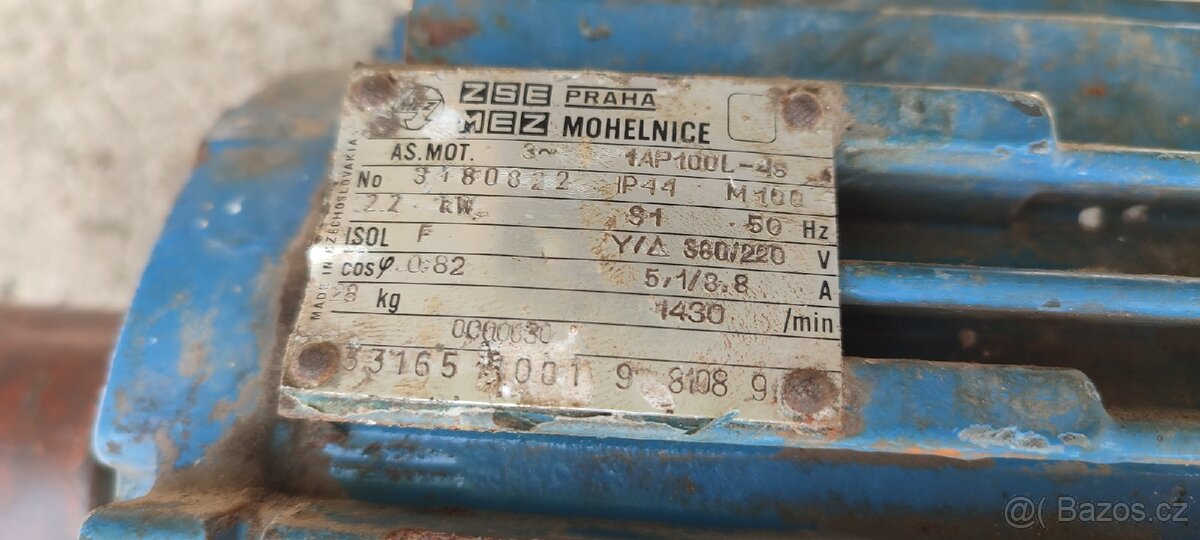 ZSE PRAHA
MEZ MOHELNICE
AS. MOT. 3~ 1AP100L-4s
No 3180822 IP44 M100
2.2 kW S1 50 Hz
ISOL F Y/Δ 380/220 V
cosφ 0.82 5,1/8,8 A
kg 1430 /min
0000630
33165 001 9 8108 9
MADE IN CZECHOSLOVAKIA
@ Bazos.cz